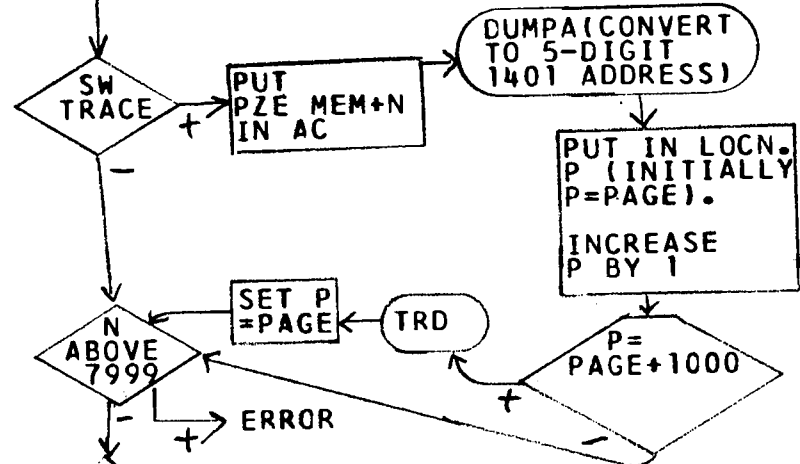 SW
TRACE
+
-
PUT
PZE MEM+N
IN AC
DUMPA(CONVERT
TO 5-DIGIT
1401 ADDRESS)
PUT IN LOCN.
P (INITIALLY
P=PAGE).
INCREASE
P BY 1
P=
PAGE+1000
+
-
TRD
SET P
=PAGE
N
ABOVE
7999
-
+
ERROR